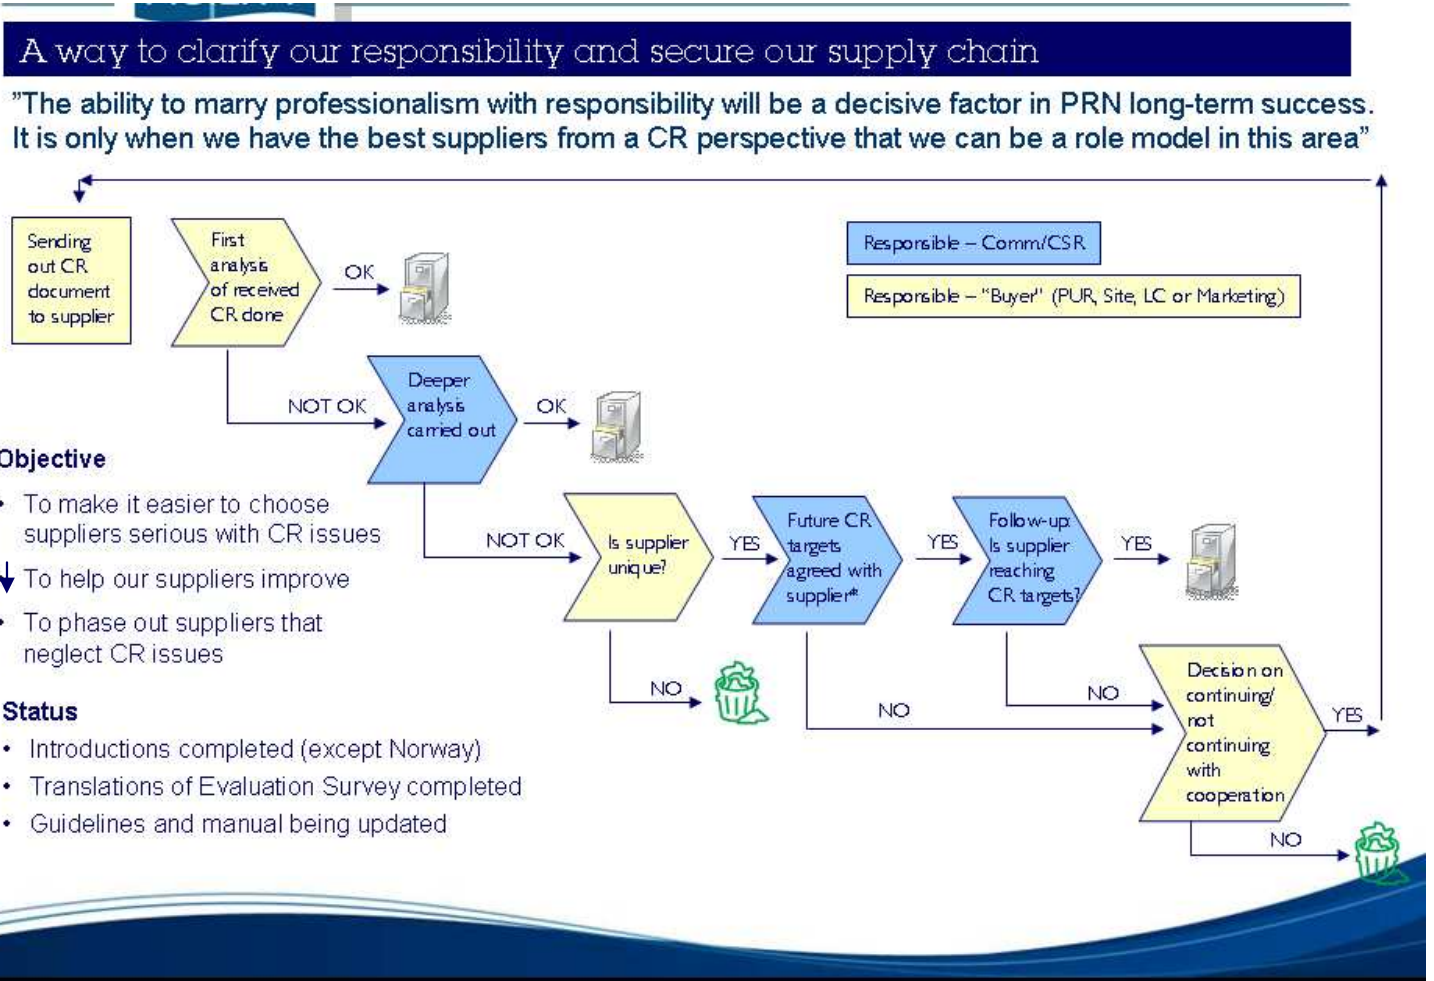 A way to clarify our responsibility and secure our supply chain
”The ability to marry professionalism with responsibility will be a decisive factor in PRN long-term success.
It is only when we have the best suppliers from a CR perspective that we can be a role model in this area”
Sending
out CR
document
to supplier
First
analysis
of received
CR done
OK
Responsible – Comm/CSR
Responsible – “Buyer” (PUR, Site, LC or Marketing)
NOT OK
Deeper
analysis
carried out
OK
Objective
• To make it easier to choose
suppliers serious with CR issues
To help our suppliers improve
• To phase out suppliers that
neglect CR issues
NOT OK
Is supplier
unique?
YES
Future CR
targets
agreed with
supplier*
YES
Follow-up:
Is supplier
reaching
CR targets?
YES
NO
NO
NO
Decision on
continuing/
not
continuing
with
cooperation
YES
NO
Status
• Introductions completed (except Norway)
• Translations of Evaluation Survey completed
• Guidelines and manual being updated